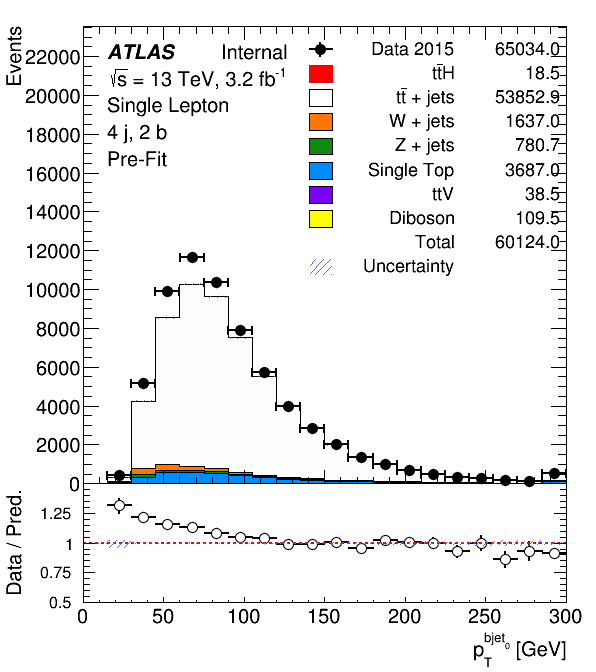 Events
22000
20000
18000
16000
14000
12000
10000
8000
6000
4000
2000
0
ATLAS Internal
√s = 13 TeV, 3.2 fb⁻¹
Single Lepton
4 j, 2 b
Pre-Fit
Data 2015 65034.0
tt̄H 18.5
tt̄ + jets 53852.9
W + jets 1637.0
Z + jets 780.7
Single Top 3687.0
ttV 38.5
Diboson 109.5
Total 60124.0
Uncertainty
Data / Pred.
1.25
1
0.75
0.5
0 50 100 150 200 250 300
p_T^{bjet_0} [GeV]